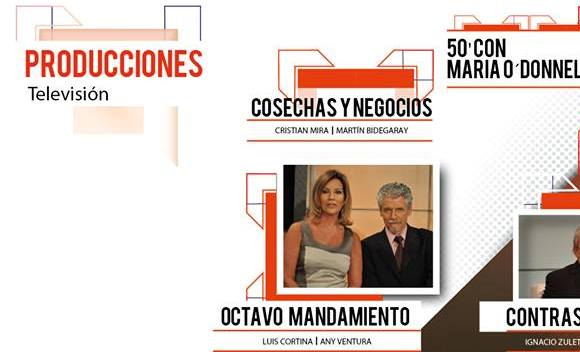 PRODUCCIONES
Televisión
50' CON
MARIA O´DONNEL
COSECHAS Y NEGOCIOS
CRISTIAN MIRA | MARTÍN BIDEGARAY
OCTAVO MANDAMIENTO
LUIS CORTINA | ANY VENTURA
CONTRAS
IGNACIO ZULET